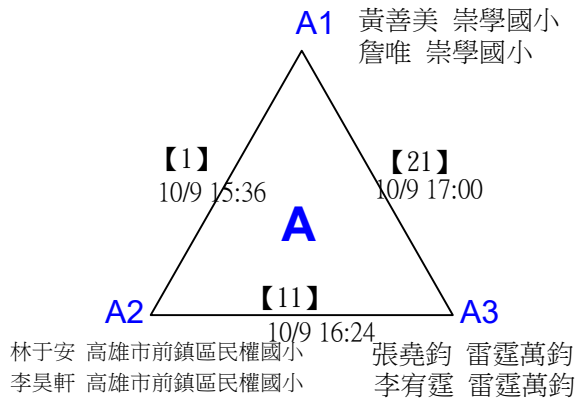 A1
黃善美 崇學國小
詹唯 崇學國小
【1】
10/9 15:36
【21】
10/9 17:00
A
【11】
10/9 16:24
A2
A3
林于安 高雄市前鎮區民權國小
李昊軒 高雄市前鎮區民權國小
張堯鈞 雷霆萬鈞
李宥霆 雷霆萬鈞